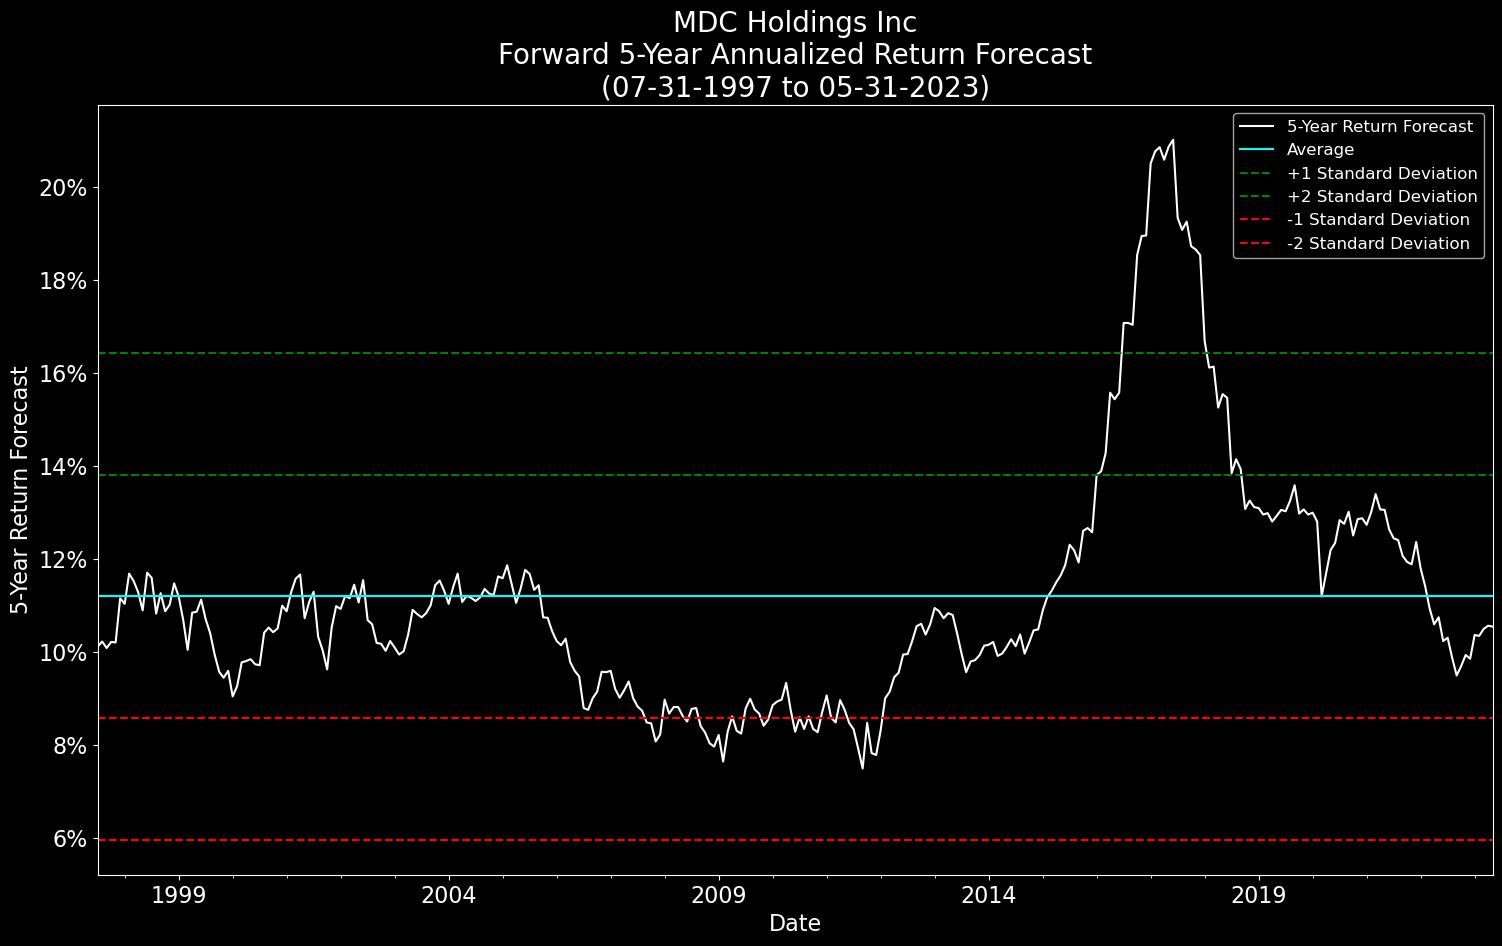 MDC Holdings Inc
Forward 5-Year Annualized Return Forecast
(07-31-1997 to 05-31-2023)
5-Year Return Forecast
Average
+1 Standard Deviation
+2 Standard Deviation
-1 Standard Deviation
-2 Standard Deviation
20%
18%
16%
14%
12%
10%
8%
6%
5-Year Return Forecast
1999
2004
2009
2014
2019
Date